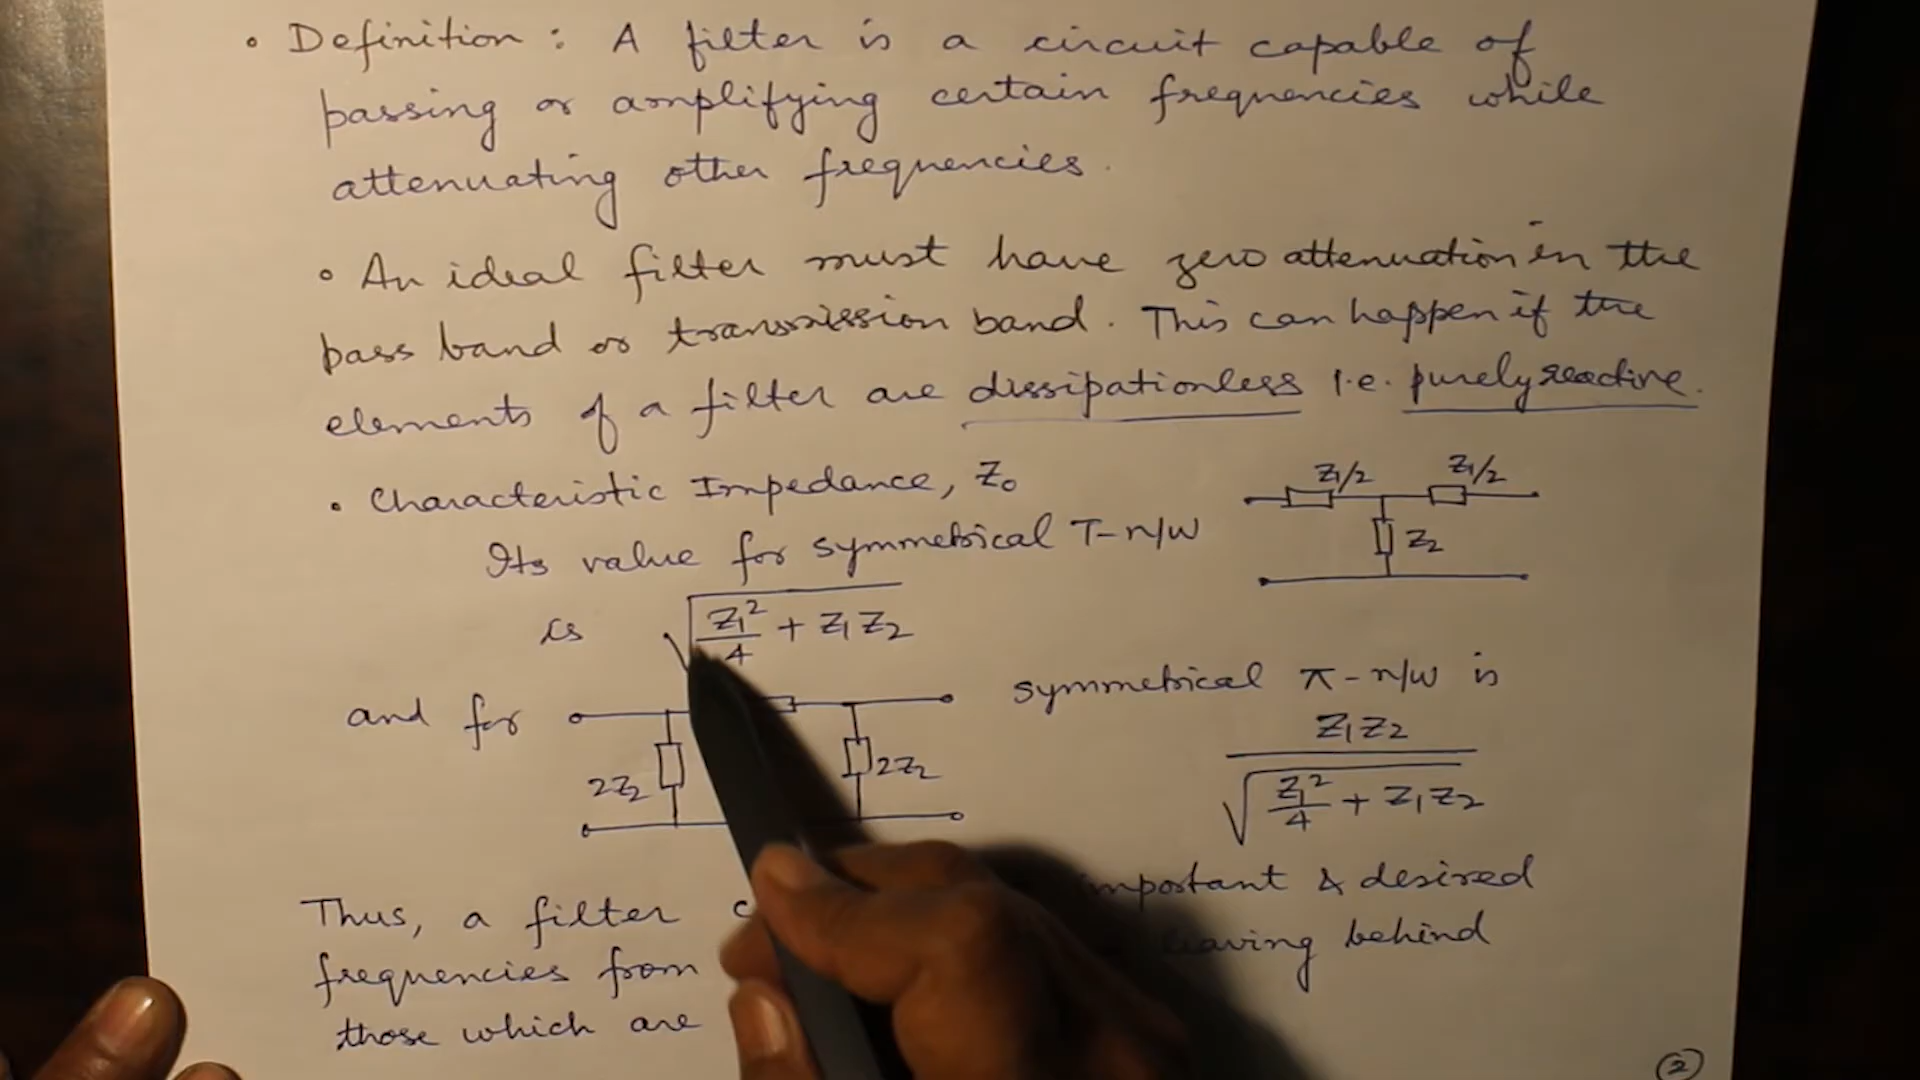 • Definition : A filter is a circuit capable of
passing or amplifying certain frequencies while
attenuating other frequencies.
• An ideal filter must have zero attenuation in the
pass band or transmission band. This can happen if the
elements of a filter are dissipationless i.e. purely reactive.
• Characteristic Impedance, Z₀
Z₁/2 Z₁/2
Its value for symmetrical T-n/w
Z₂
is √(Z₁²/4 + Z₁Z₂)
and for
2Z₂ 2Z₂
symmetrical π-n/w is
Z₁Z₂
√(Z₁²/4 + Z₁Z₂)
Thus, a filter important & desired
frequencies from leaving behind
those which are
2